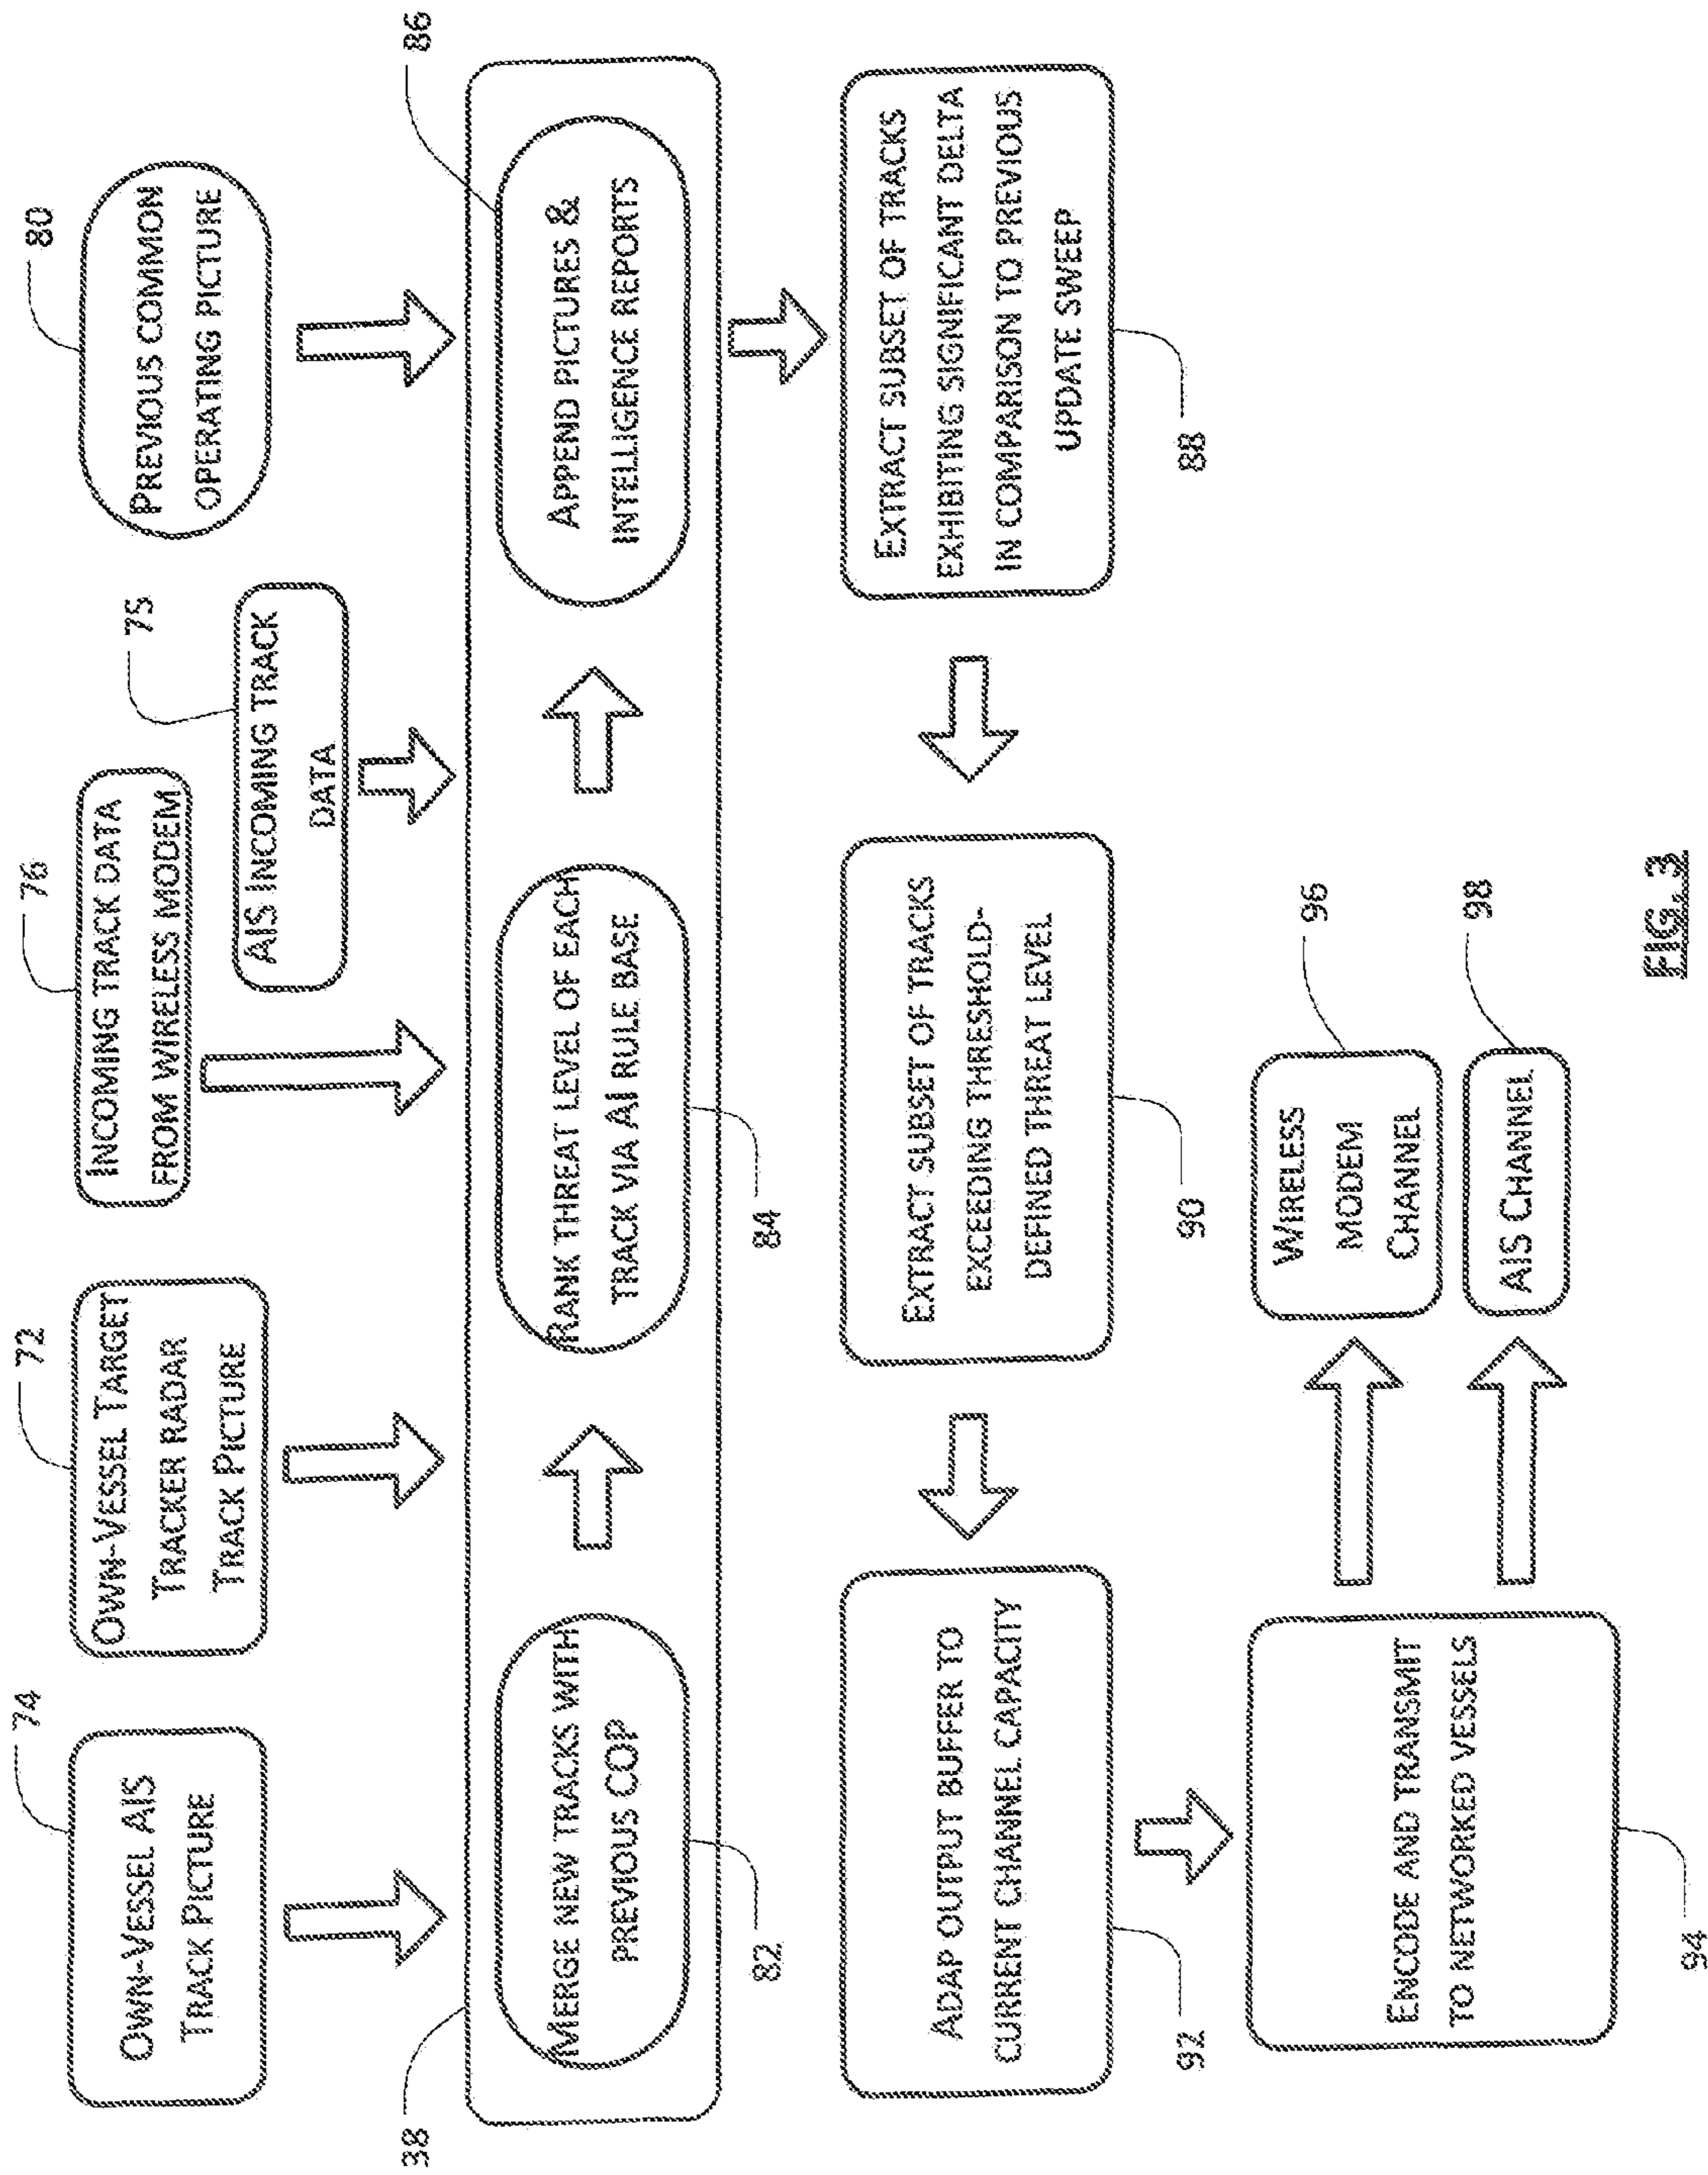 74
OWN-VESSEL AIS
TRACK PICTURE
72
OWN-VESSEL TARGET
TRACKER RADAR
TRACK PICTURE
76
INCOMING TRACK DATA
FROM WIRELESS MODEM
75
AIS INCOMING TRACK
DATA
80
PREVIOUS COMMON
OPERATING PICTURE
38
MERGE NEW TRACKS WITH
PREVIOUS COP
82
RANK THREAT LEVEL OF EACH
TRACK VIA AI RULE BASE
84
APPEND PICTURES &
INTELLIGENCE REPORTS
86
EXTRACT SUBSET OF TRACKS
EXHIBITING SIGNIFICANT DELTA
IN COMPARISON TO PREVIOUS
UPDATE SWEEP
88
EXTRACT SUBSET OF TRACKS
EXCEEDING THRESHOLD-
DEFINED THREAT LEVEL
90
ADAP OUTPUT BUFFER TO
CURRENT CHANNEL CAPACITY
92
ENCODE AND TRANSMIT
TO NETWORKED VESSELS
94
WIRELESS
MODEM
CHANNEL
96
AIS CHANNEL
98
FIG. 3